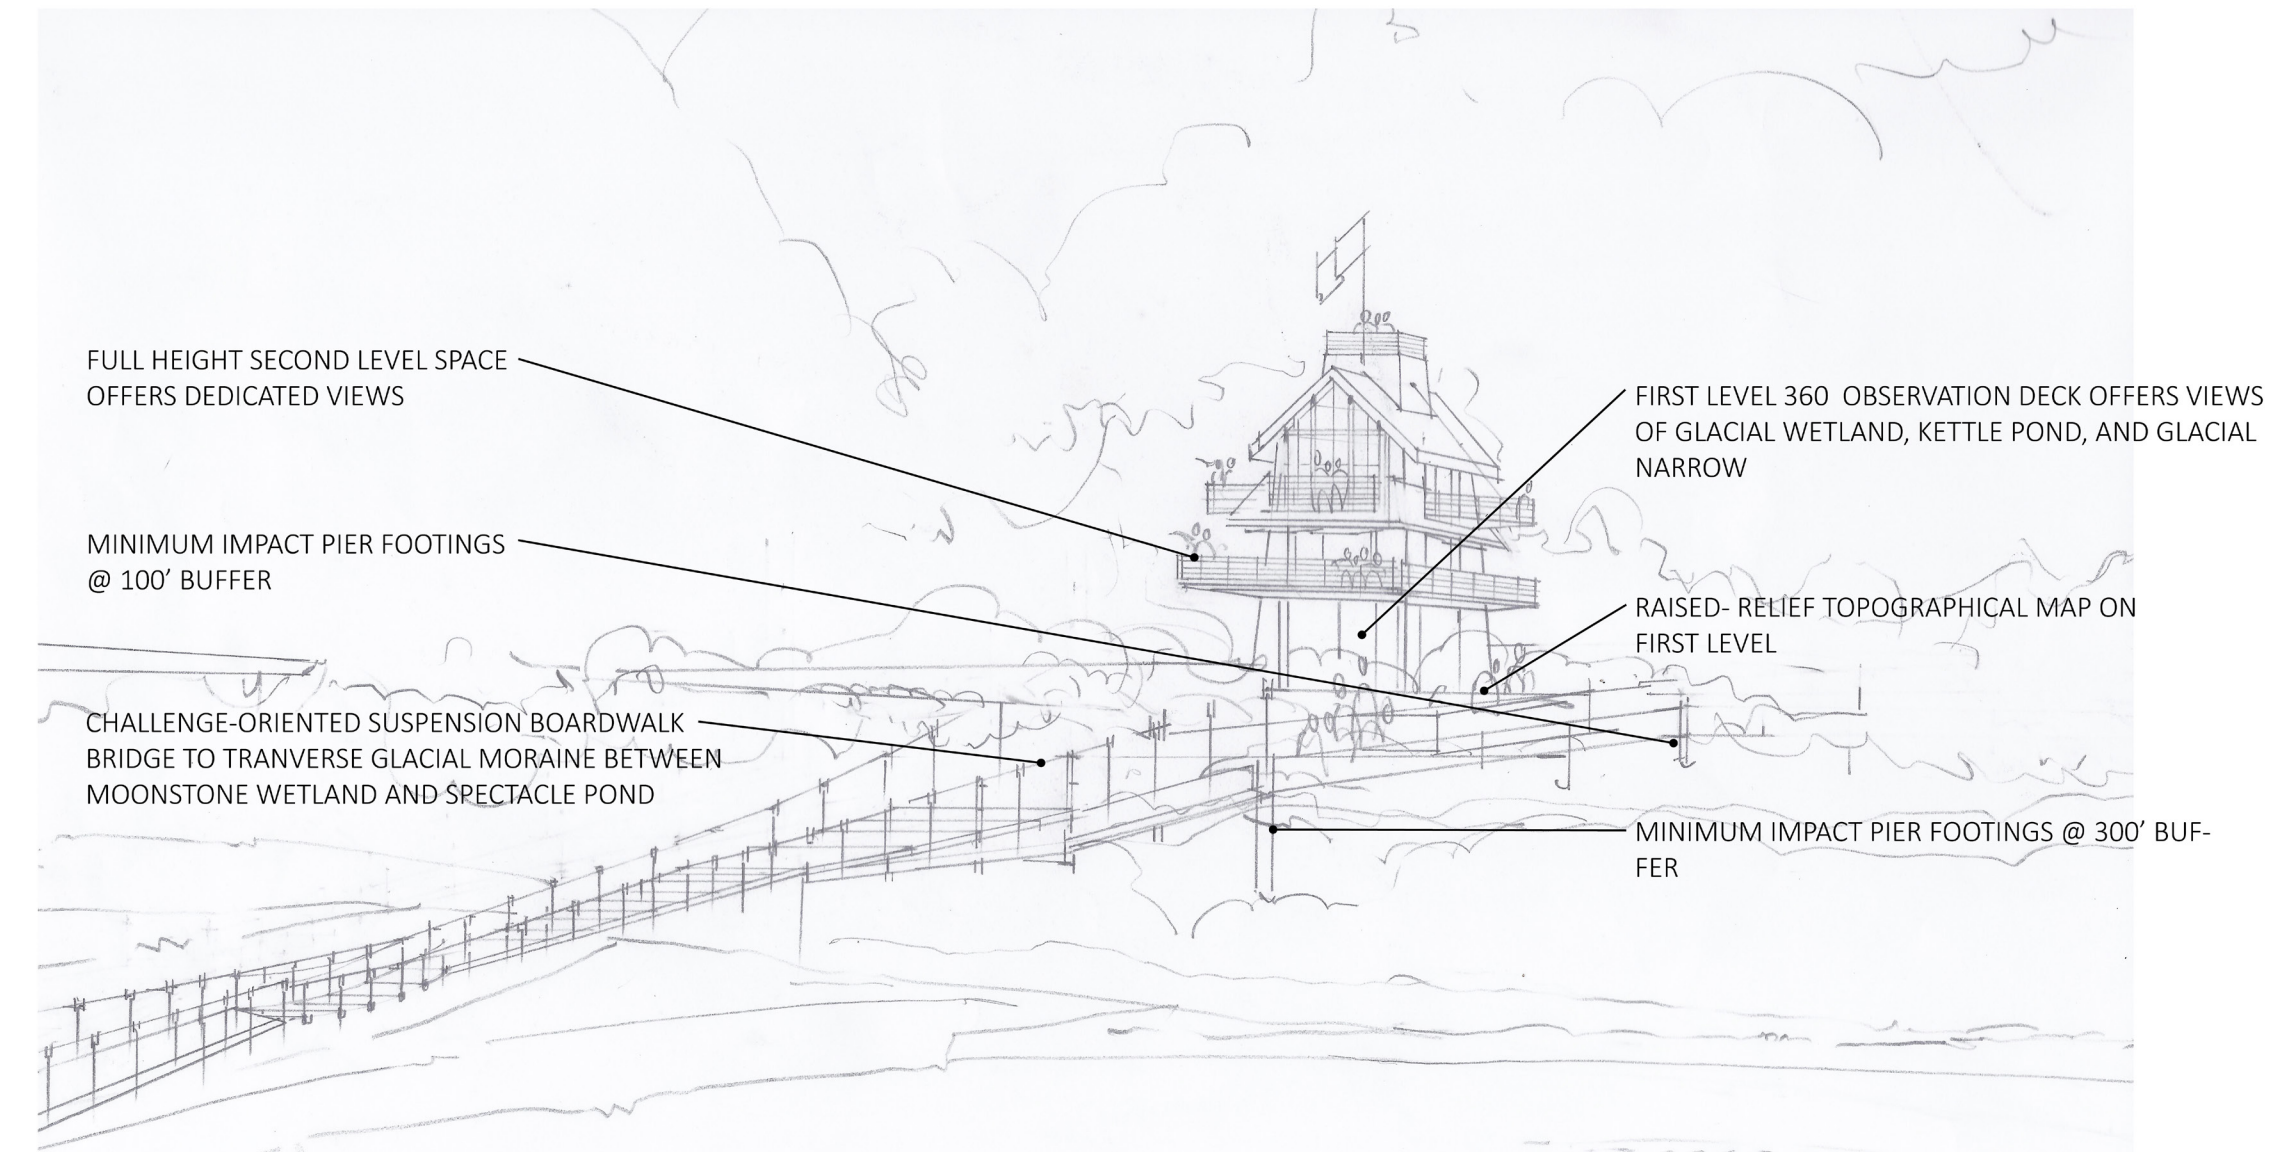 FULL HEIGHT SECOND LEVEL SPACE
OFFERS DEDICATED VIEWS
MINIMUM IMPACT PIER FOOTINGS
@ 100’ BUFFER
CHALLENGE-ORIENTED SUSPENSION BOARDWALK
BRIDGE TO TRANVERSE GLACIAL MORAINE BETWEEN
MOONSTONE WETLAND AND SPECTACLE POND
FIRST LEVEL 360  OBSERVATION DECK OFFERS VIEWS
OF GLACIAL WETLAND, KETTLE POND, AND GLACIAL
NARROW
RAISED- RELIEF TOPOGRAPHICAL MAP ON
FIRST LEVEL
MINIMUM IMPACT PIER FOOTINGS @ 300’ BUF-
FER